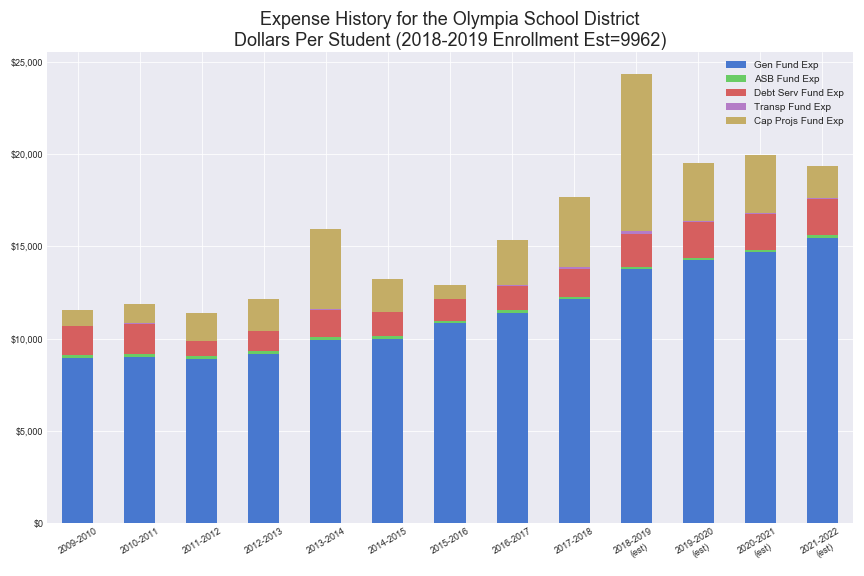 Expense History for the Olympia School District
Dollars Per Student (2018-2019 Enrollment Est=9962)
$25,000
$20,000
$15,000
$10,000
$5,000
$0
Gen Fund Exp
ASB Fund Exp
Debt Serv Fund Exp
Transp Fund Exp
Cap Projs Fund Exp
2009-2010
2010-2011
2011-2012
2012-2013
2013-2014
2014-2015
2015-2016
2016-2017
2017-2018
2018-2019
(est)
2019-2020
(est)
2020-2021
(est)
2021-2022
(est)